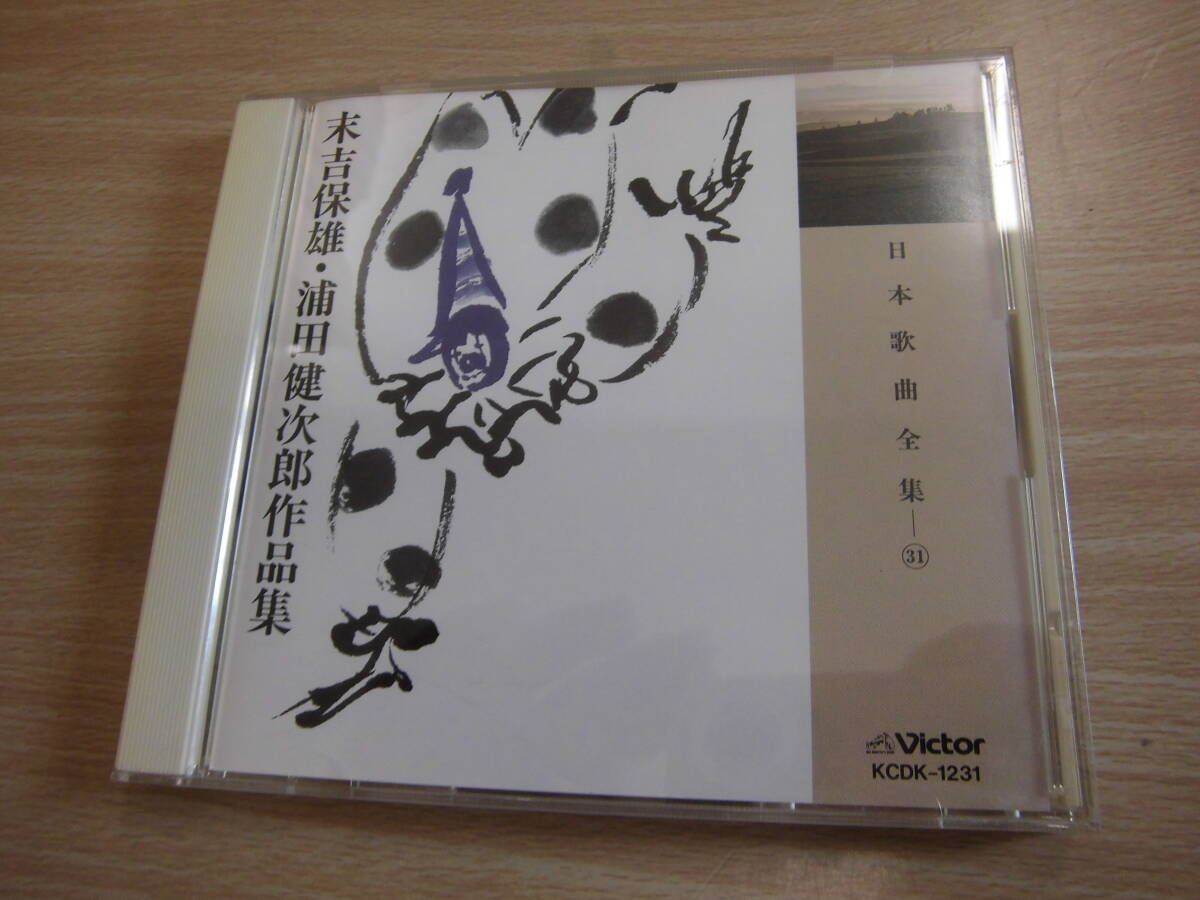 末吉保雄・浦田健次郎作品集
日本歌曲全集—㉛
Victor
KCDK-1231